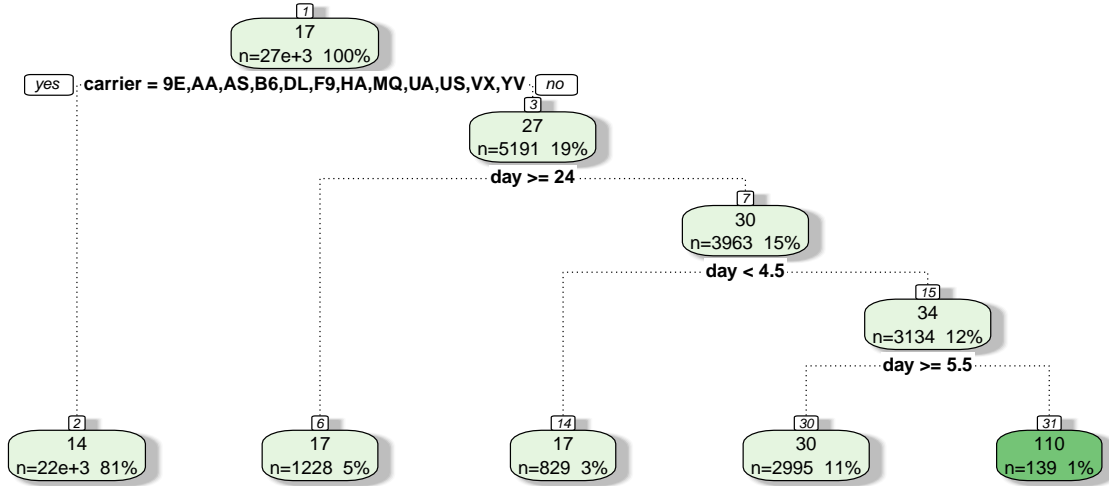 1
17
n=27e+3 100%
yes carrier = 9E,AA,AS,B6,DL,F9,HA,MQ,UA,US,VX,YV no
3
27
n=5191 19%
day >= 24
7
30
n=3963 15%
day < 4.5
15
34
n=3134 12%
day >= 5.5
2
14
n=22e+3 81%
6
17
n=1228 5%
14
17
n=829 3%
30
30
n=2995 11%
31
110
n=139 1%